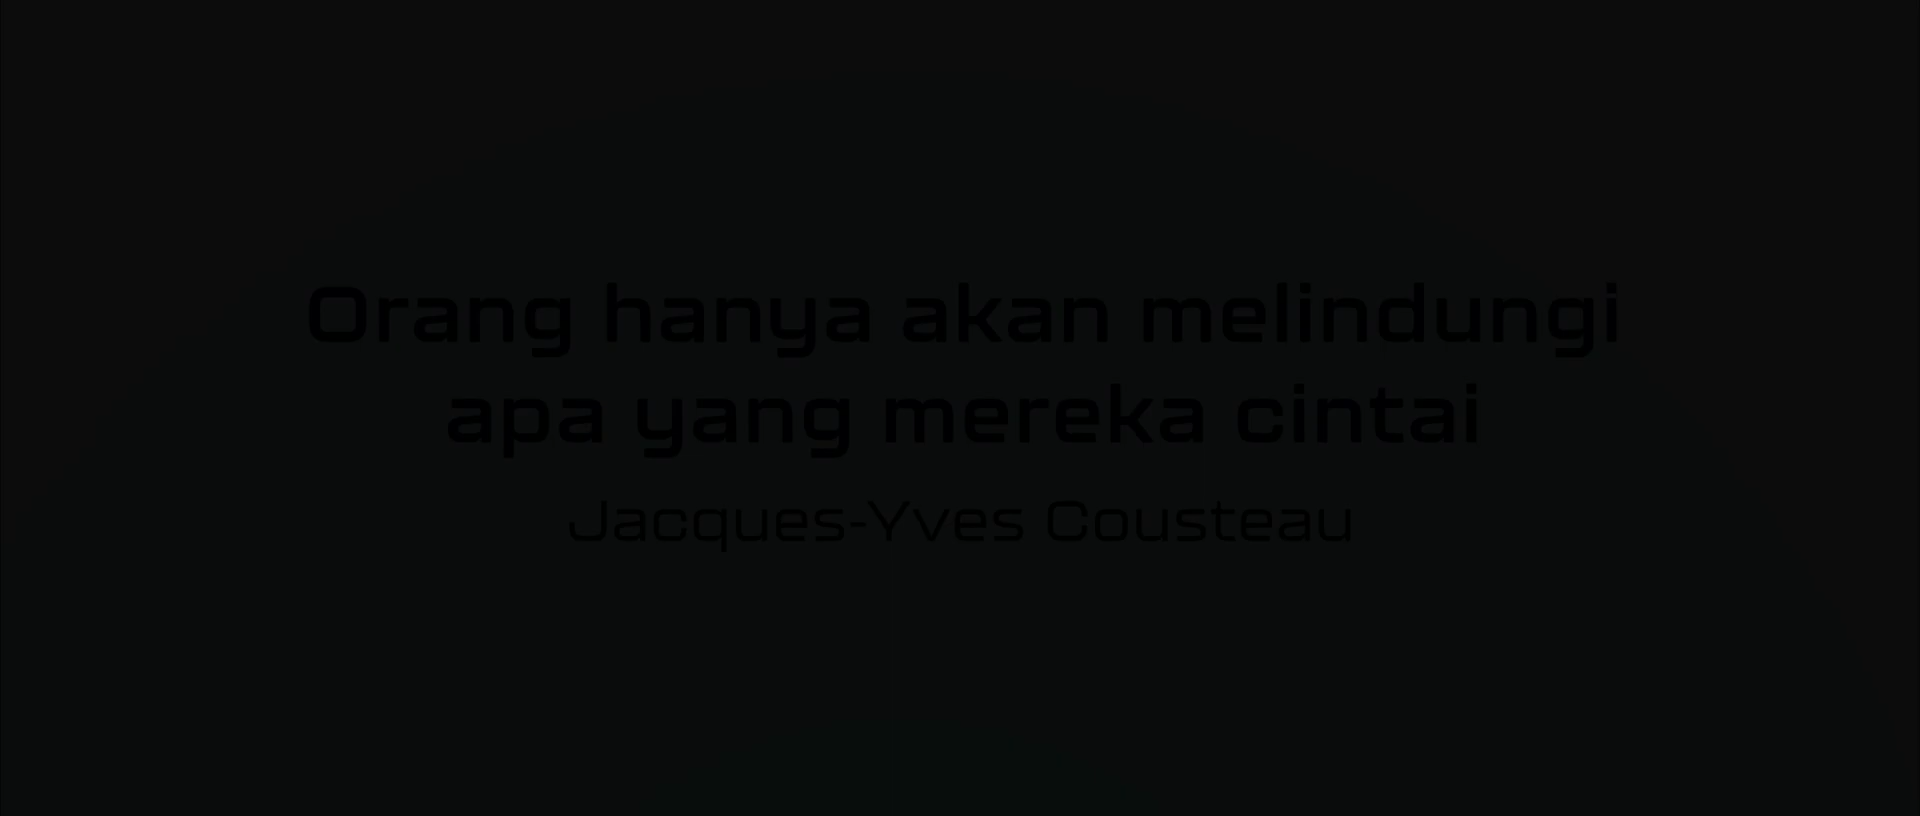 Orang hanya akan melindungi
apa yang mereka cintai
Jacques-Yves Cousteau